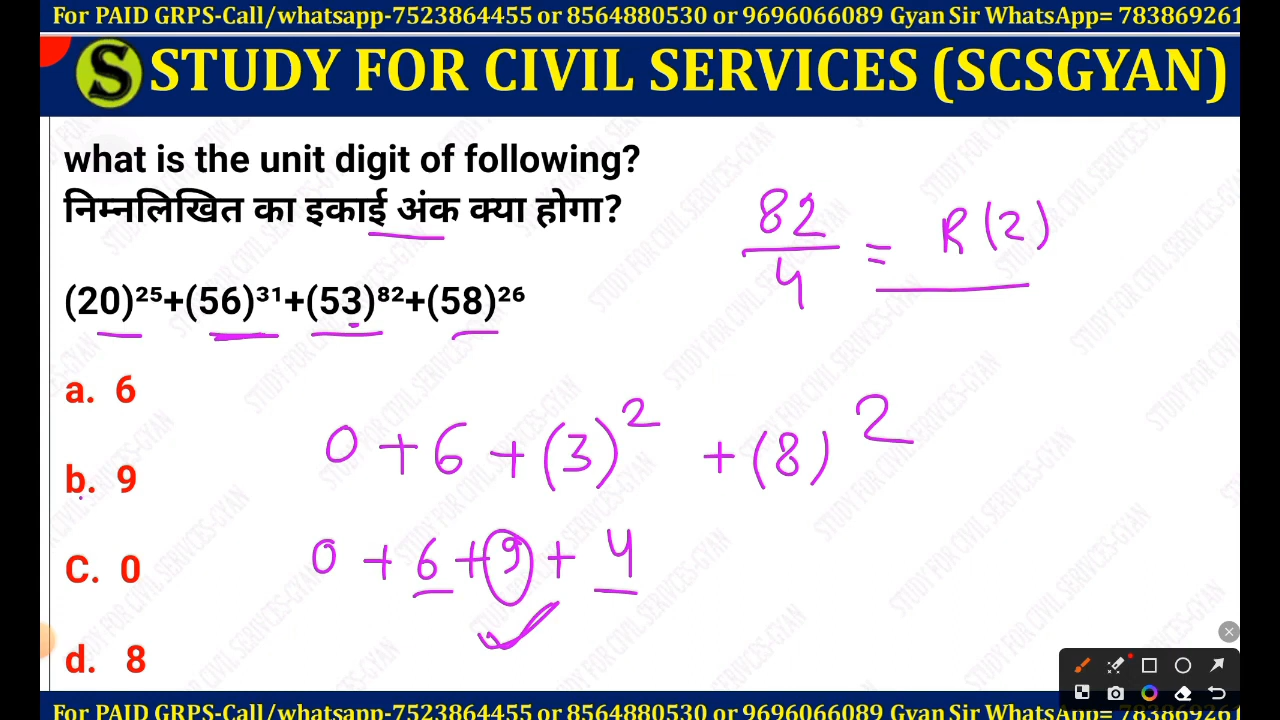 For PAID GRPS-Call/whatsapp-7523864455 or 8564880530 or 9696066089 Gyan Sir WhatsApp= 783869261
S STUDY FOR CIVIL SERVICES (SCSGYAN)
what is the unit digit of following?
निम्नलिखित का इकाई अंक क्या होगा?
82
4
= R(2)
(20)²⁵+(56)³¹+(53)⁸²+(58)²⁶
a. 6
0 + 6 + (3)² + (8)²
b. 9
0 + 6 + 9 + 4
C. 0
d. 8
For PAID GRPS-Call/whatsapp-7523864455 or 8564880530 or 9696066089 Gyan Sir WhatsApp=